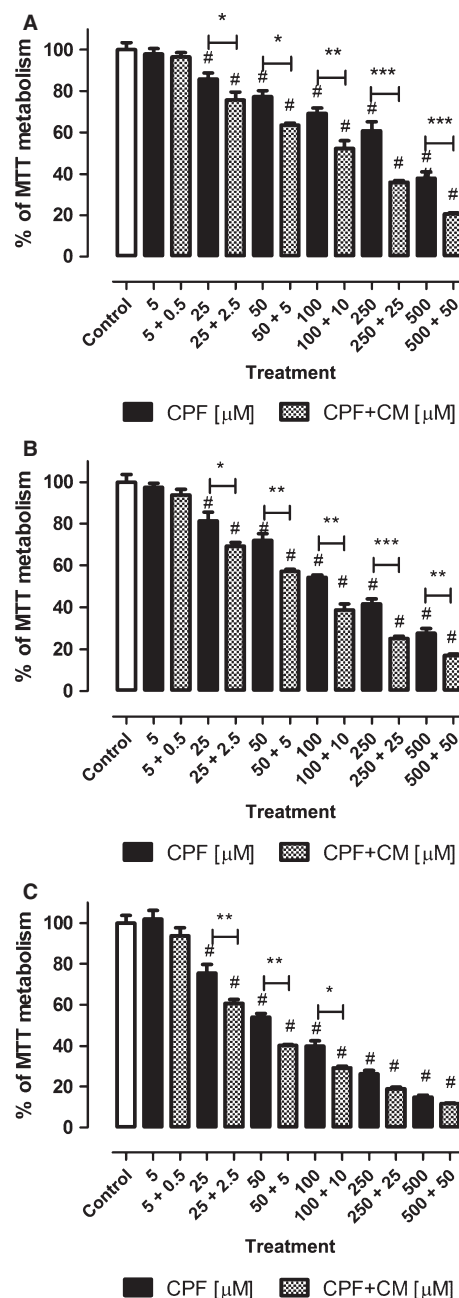 A
* * ** *** ***
# # # # # # # # # #
% of MTT metabolism
100
80
60
40
20
0
Control 5 5 + 0.5 25 25 + 2.5 50 50 + 5 100 100 + 10 250 250 + 25 500 500 + 50
Treatment
CPF [µM] CPF+CM [µM]
B
* ** ** *** **
# # # # # # # # # #
% of MTT metabolism
100
80
60
40
20
0
Control 5 5 + 0.5 25 25 + 2.5 50 50 + 5 100 100 + 10 250 250 + 25 500 500 + 50
Treatment
CPF [µM] CPF+CM [µM]
C
** ** *
# # # # # # # # # #
% of MTT metabolism
100
80
60
40
20
0
Control 5 5 + 0.5 25 25 + 2.5 50 50 + 5 100 100 + 10 250 250 + 25 500 500 + 50
Treatment
CPF [µM] CPF+CM [µM]